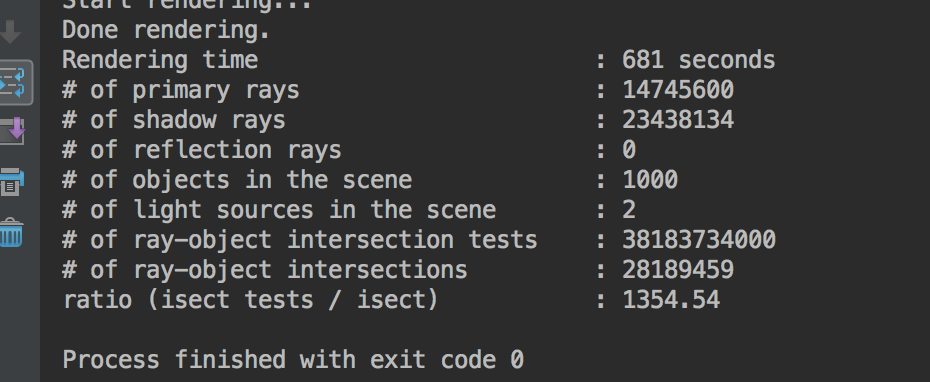 Start rendering...
Done rendering.
Rendering time : 681 seconds
# of primary rays : 14745600
# of shadow rays : 23438134
# of reflection rays : 0
# of objects in the scene : 1000
# of light sources in the scene : 2
# of ray-object intersection tests : 38183734000
# of ray-object intersections : 28189459
ratio (isect tests / isect) : 1354.54
Process finished with exit code 0